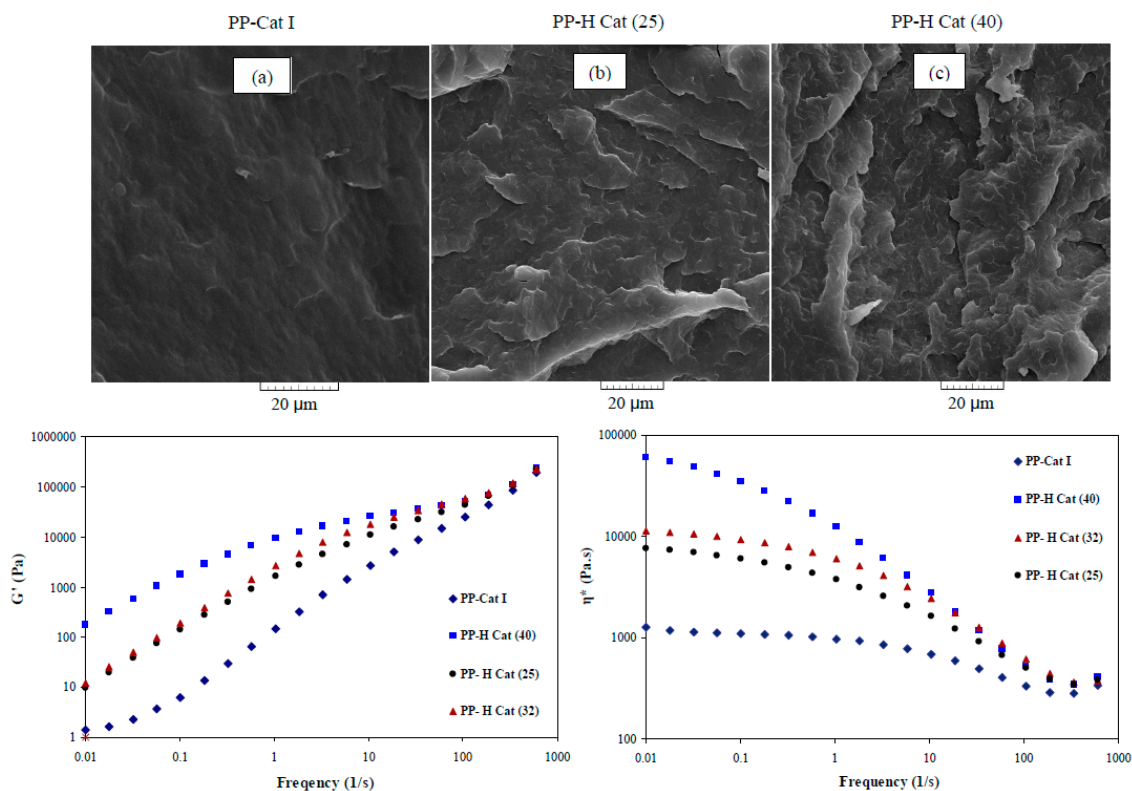 PP-Cat I
PP-H Cat (25)
PP-H Cat (40)
(a)
(b)
(c)
20 μm
20 μm
20 μm
G' (Pa)
1000000
100000
10000
1000
100
10
1
0.01
0.1
1
10
100
1000
Freqency (1/s)
PP-Cat I
PP-H Cat (40)
PP- H Cat (25)
PP- H Cat (32)
η* (Pa.s)
100000
10000
1000
100
0.01
0.1
1
10
100
1000
Frequency (1/s)
PP-Cat I
PP-H Cat (40)
PP- H Cat (32)
PP- H Cat (25)